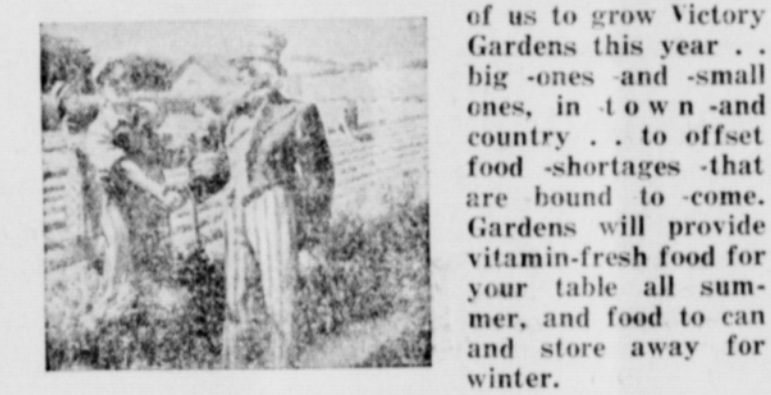 of us to grow Victory
Gardens this year . .
big -ones -and -small
ones, in -t o w n -and
country . . to offset
food -shortages -that
are bound to -come.
Gardens will provide
vitamin-fresh food for
your table all sum-
mer, and food to can
and store away for
winter.